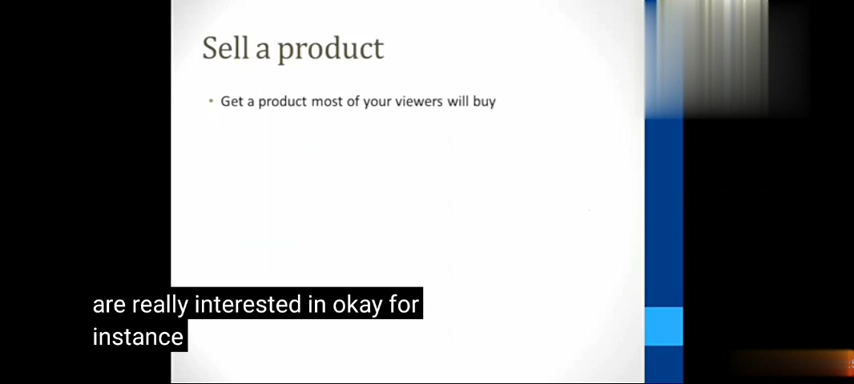 Sell a product
• Get a product most of your viewers will buy
are really interested in okay for
instance